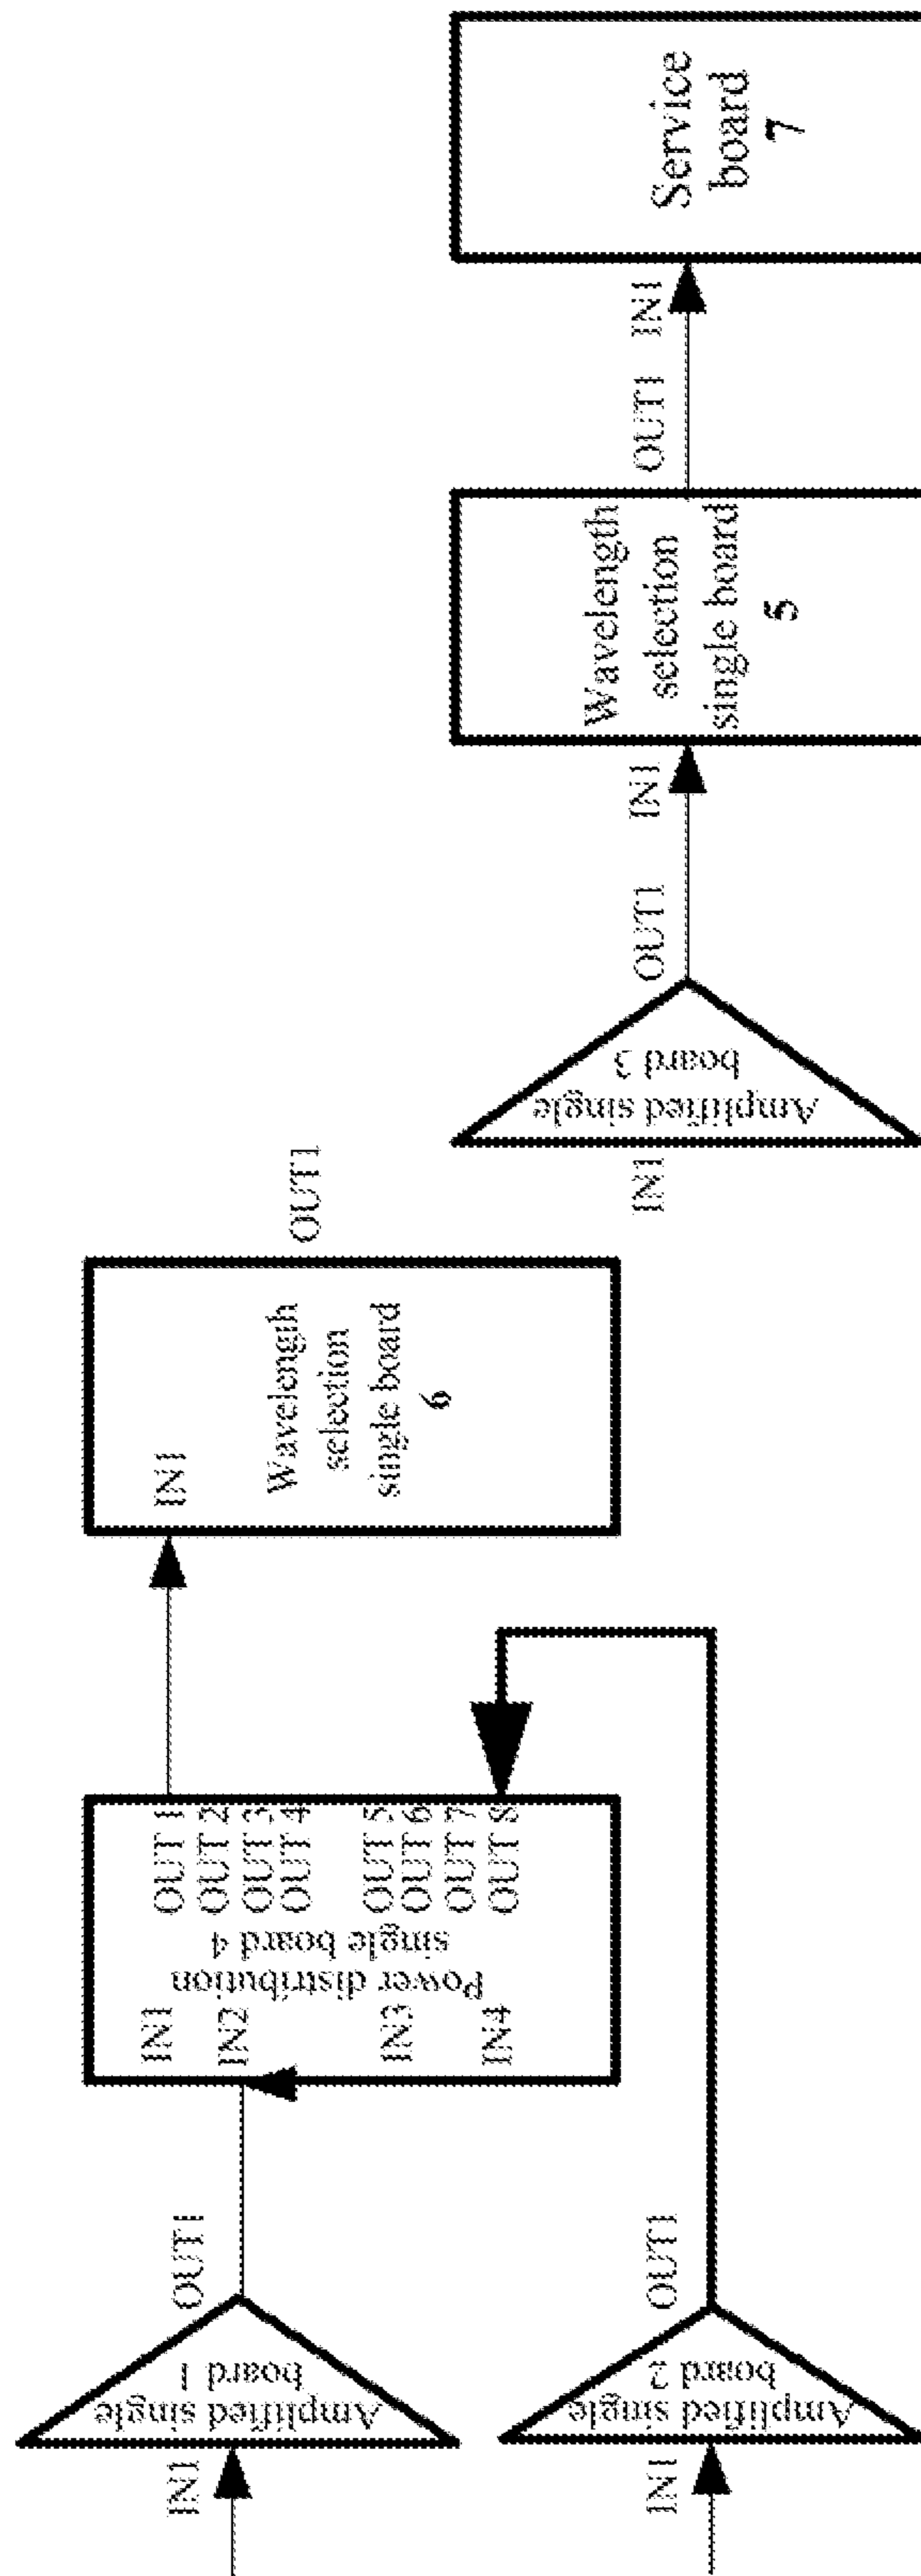 IN1
Amplified single
board 1
OUT1
IN1
Amplified single
board 2
OUT1
IN1
IN2
IN3
IN4
Power distribution
single board 4
OUT 1
OUT 2
OUT 3
OUT 4
OUT 5
OUT 6
OUT 7
OUT 8
IN1
Wavelength
selection
single board
6
OUT1
IN1
Amplified single
board 3
OUT1
IN1
Wavelength
selection
single board
5
OUT1
IN1
Service
board
7